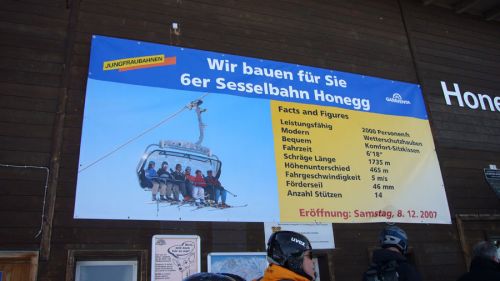 JUNGFRAUBAHNEN
Wir bauen für Sie
6er Sesselbahn Honegg
GARAVENTA
Facts and Figures
Leistungsfähig 2000 Personen/h
Modern Wetterschutzhauben
Bequem Komfort-Sitzkissen
Fahrzeit 6'18"
Schräge Länge 1735 m
Höhenunterschied 465 m
Fahrgeschwindigkeit 5 m/s
Förderseil 46 mm
Anzahl Stützen 14
Eröffnung: Samstag, 8. 12. 2007
Hone
uvex